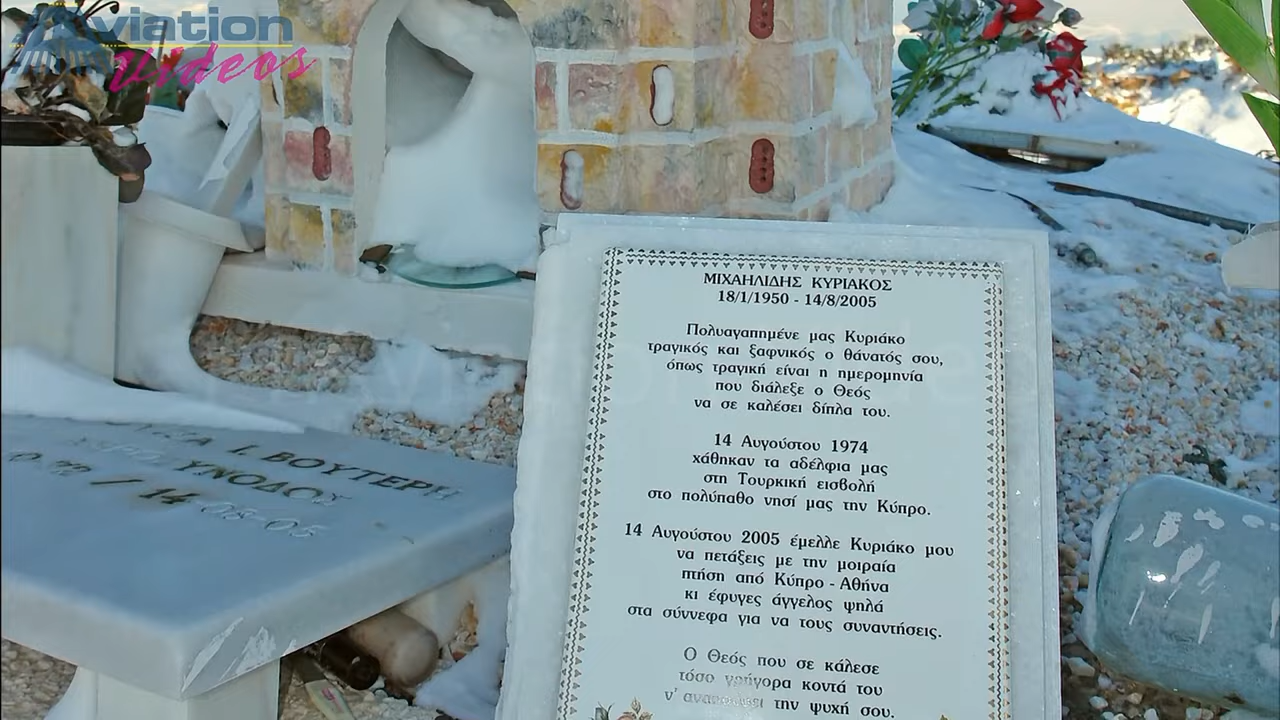 Aviation
Videos
ΜΙΧΑΗΛΙΔΗΣ ΚΥΡΙΑΚΟΣ
18/1/1950 - 14/8/2005
Πολυαγαπημένε μας Κυριάκο
τραγικός και ξαφνικός ο θάνατός σου,
όπως τραγική είναι η ημερομηνία
που διάλεξε ο Θεός
να σε καλέσει δίπλα του.
14 Αυγούστου 1974
χάθηκαν τα αδέλφια μας
στη Τουρκική εισβολή
στο πολύπαθο νησί μας την Κύπρο.
14 Αυγούστου 2005 έμελλε Κυριάκο μου
να πετάξεις με την μοιραία
πτήση από Κύπρο - Αθήνα
κι έφυγες άγγελος ψηλά
στα σύννεφα για να τους συναντήσεις.
Ο Θεός που σε κάλεσε
τόσο γρήγορα κοντά του
ν' αναπαύσει την ψυχή σου.
Ι. ΒΟΥΤΕΡΗ
ΥΝΟΔΟΣ
/ 14-08-05